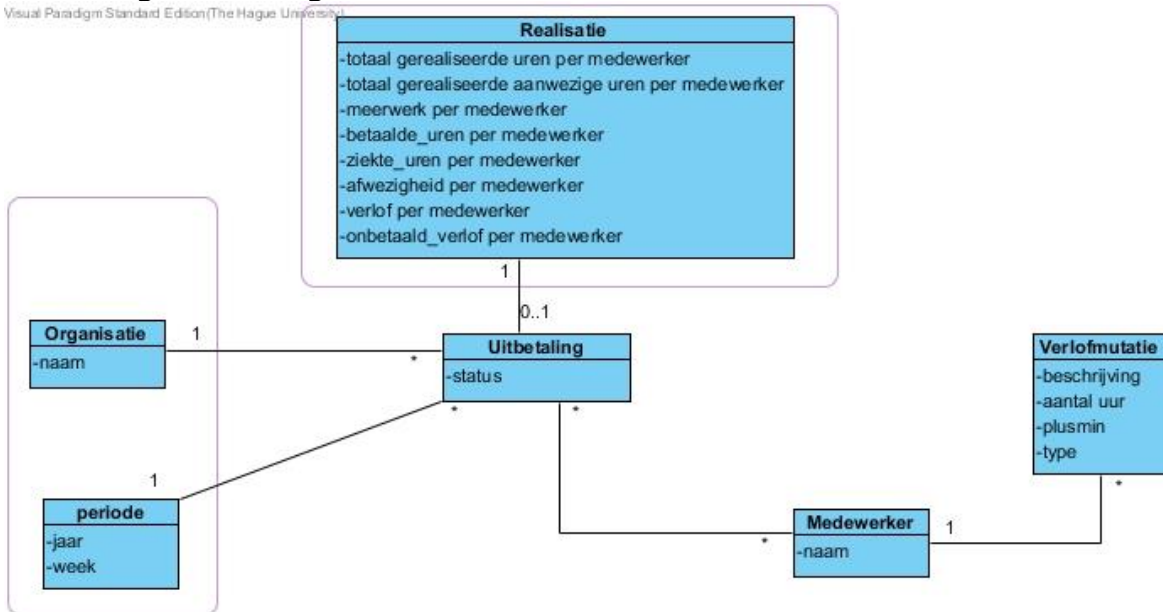 Visual Paradigm Standard Edition(The Hague University)
Realisatie
-totaal gerealiseerde uren per medewerker
-totaal gerealiseerde aanwezige uren per medewerker
-meerwerk per medewerker
-betaalde_uren per medewerker
-ziekte_uren per medewerker
-afwezigheid per medewerker
-verlof per medewerker
-onbetaald_verlof per medewerker
1
0..1
Organisatie
-naam
1
*
Uitbetaling
-status
*
*
Verlofmutatie
-beschrijving
-aantal uur
-plusmin
-type
*
1
periode
-jaar
-week
Medewerker
-naam
*
1